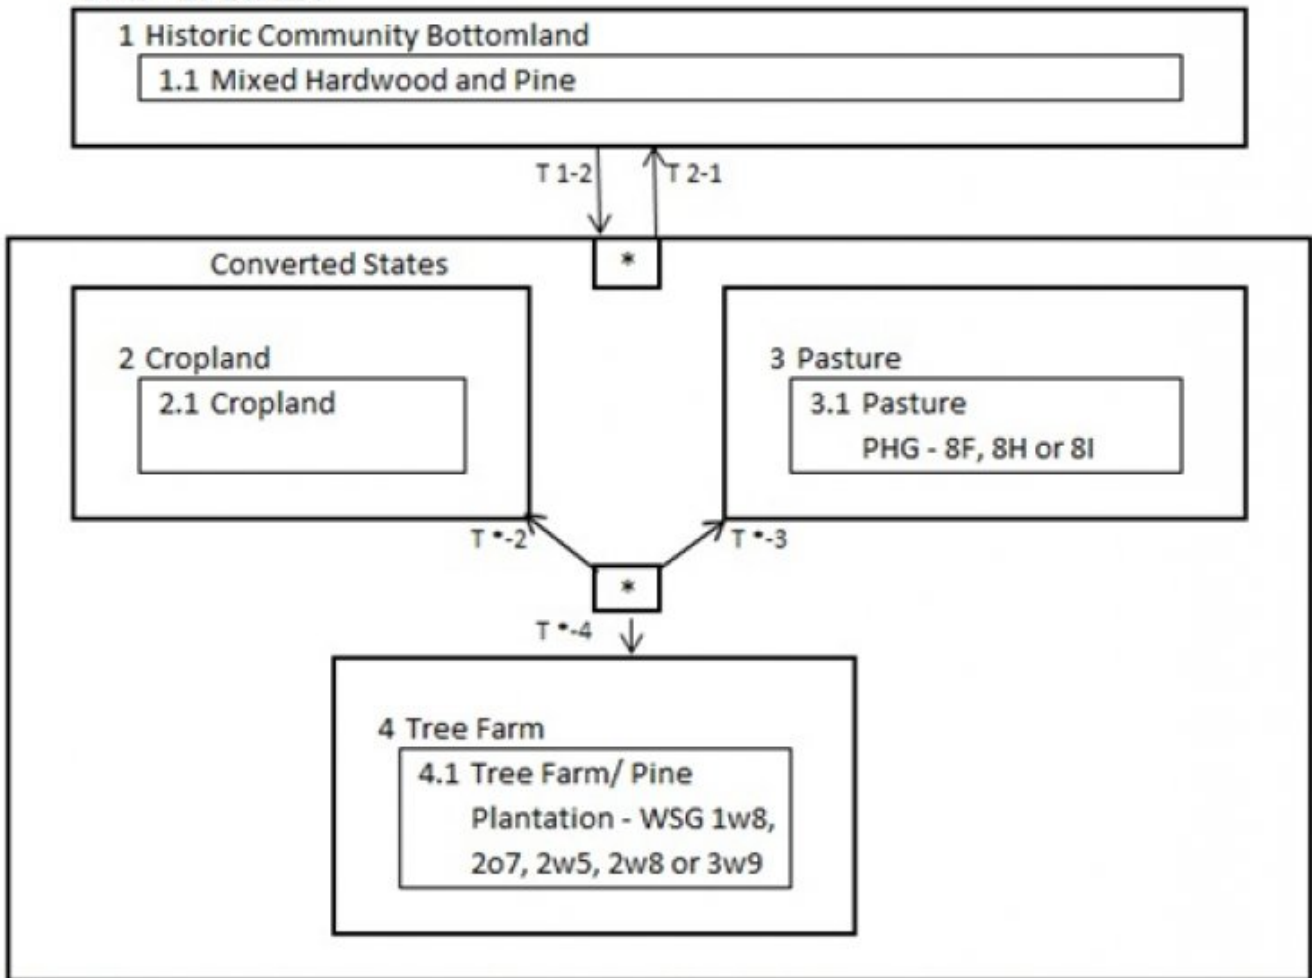 1 Historic Community Bottomland
1.1 Mixed Hardwood and Pine
T 1-2
T 2-1
Converted States
*
2 Cropland
2.1 Cropland
3 Pasture
3.1 Pasture
PHG - 8F, 8H or 8I
T *-2
T *-3
*
T *-4
4 Tree Farm
4.1 Tree Farm/ Pine
Plantation - WSG 1w8,
2o7, 2w5, 2w8 or 3w9